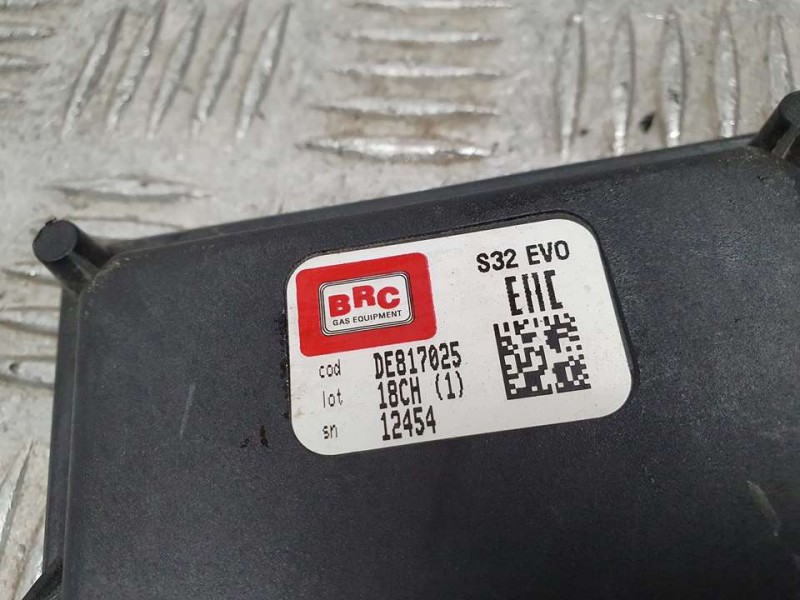 BRC
GAS EQUIPMENT
S32 EVO
EAC
cod DE817025
lot 18CH (1)
sn 12454